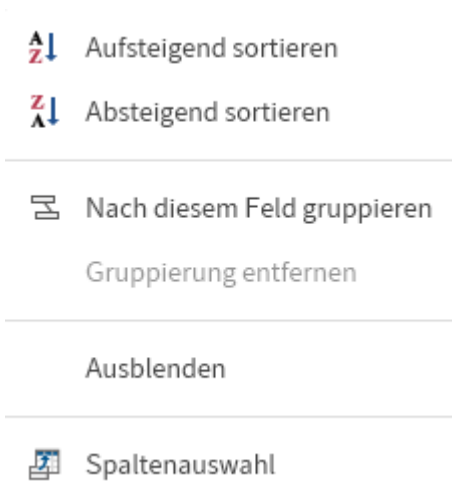 Aufsteigend sortieren
Absteigend sortieren
Nach diesem Feld gruppieren
Gruppierung entfernen
Ausblenden
Spaltenauswahl